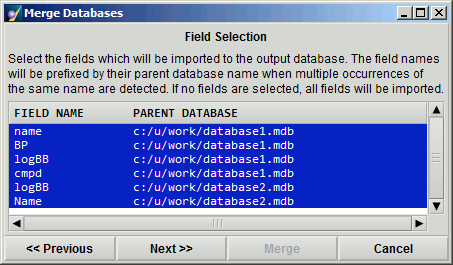 Merge Databases
Field Selection
Select the fields which will be imported to the output database. The field names
will be prefixed by their parent database name when multiple occurrences of
the same name are detected. If no fields are selected, all fields will be imported.
FIELD NAME PARENT DATABASE
name c:/u/work/database1.mdb
BP c:/u/work/database1.mdb
logBB c:/u/work/database1.mdb
cmpd c:/u/work/database1.mdb
logBB c:/u/work/database2.mdb
Name c:/u/work/database2.mdb
<< Previous Next >> Merge Cancel